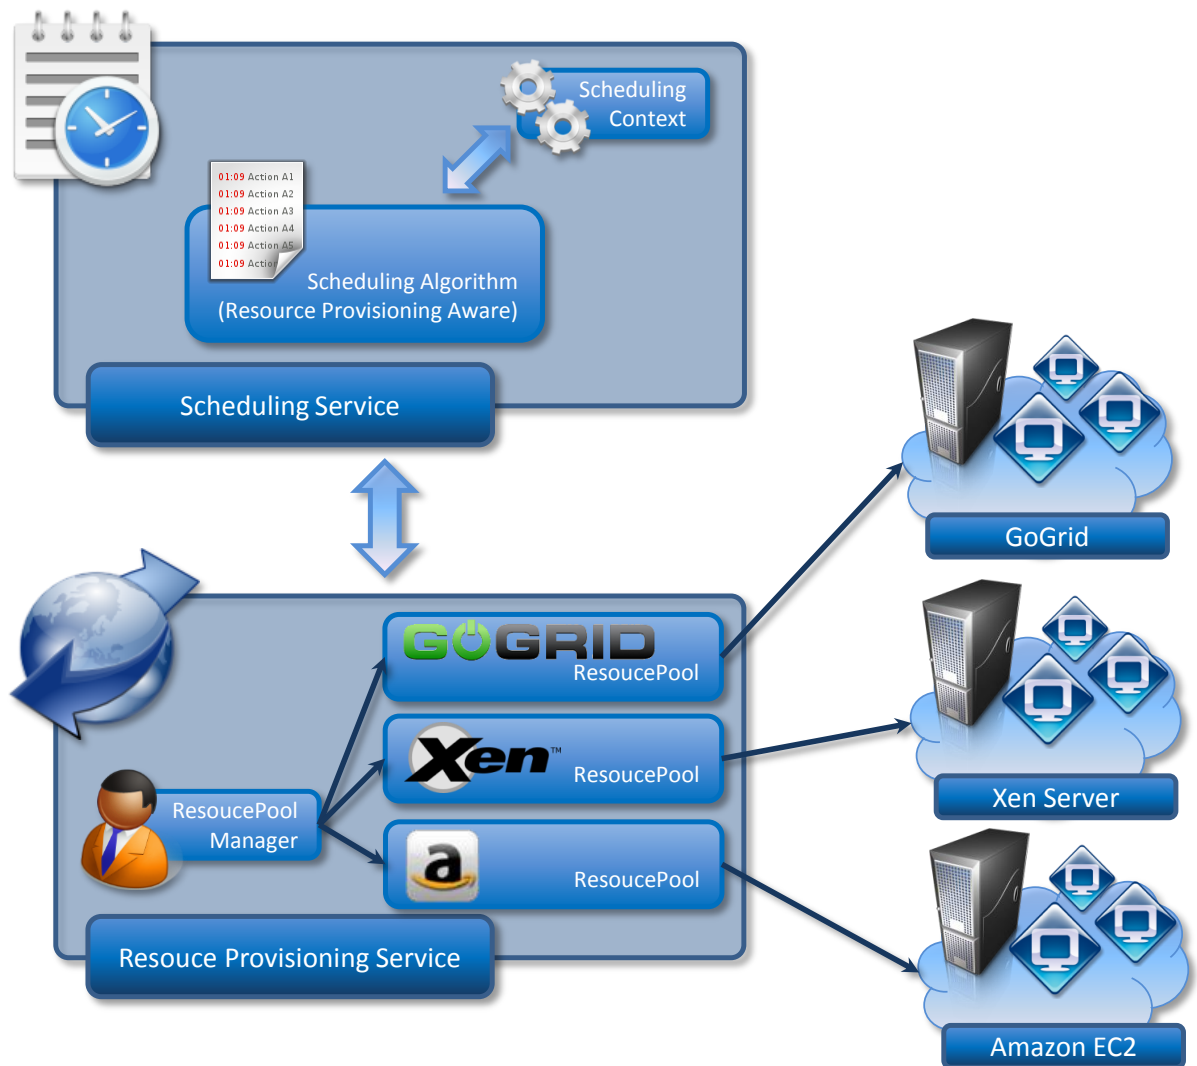 Scheduling
Context
01:09 Action A1
01:09 Action A2
01:09 Action A3
01:09 Action A4
01:09 Action A5
01:09 Action
Scheduling Algorithm
(Resource Provisioning Aware)
Scheduling Service
GoGrid
GOGRID
ResoucePool
Xen™
ResoucePool
Xen Server
ResoucePool
Manager
a
ResoucePool
Resouce Provisioning Service
Amazon EC2